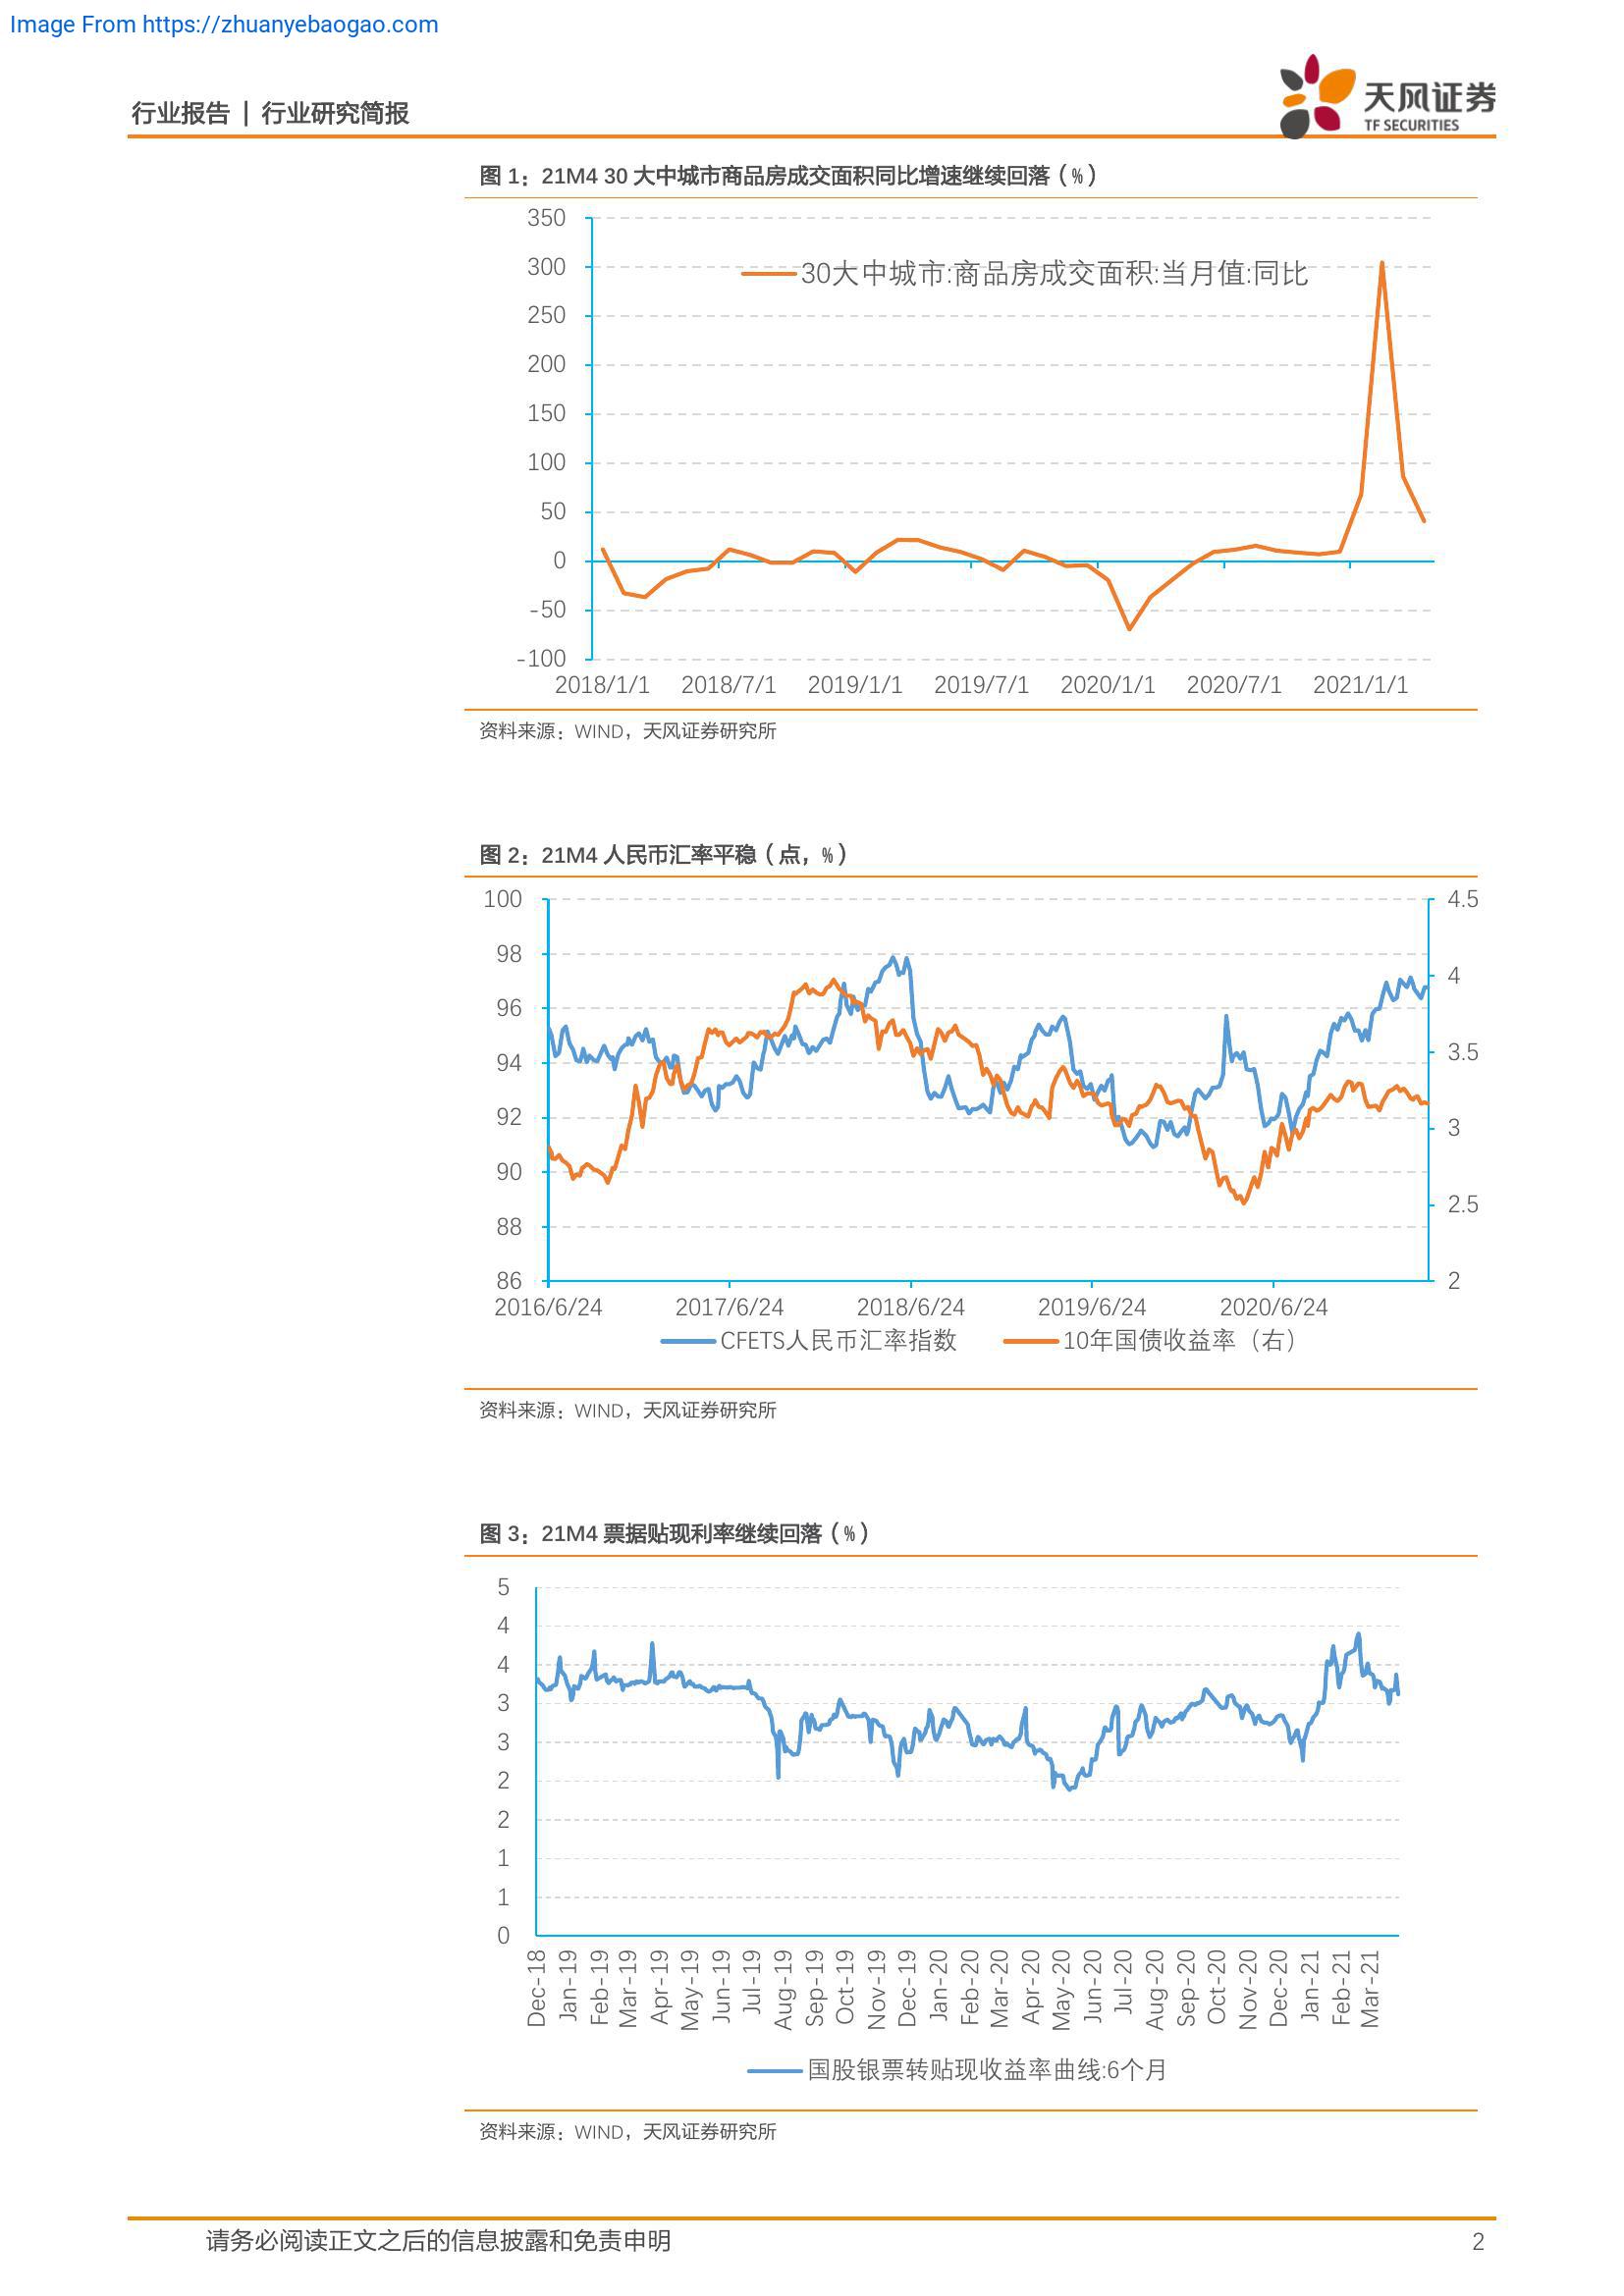 Image From https://zhuanyebaogao.com
行业报告 | 行业研究简报
天风证券
TF SECURITIES
图 1：21M4 30 大中城市商品房成交面积同比增速继续回落（%）
350
300
250
200
150
100
50
0
-50
-100
30大中城市:商品房成交面积:当月值:同比
2018/1/1 2018/7/1 2019/1/1 2019/7/1 2020/1/1 2020/7/1 2021/1/1
资料来源：WIND，天风证券研究所
图 2：21M4 人民币汇率平稳（点，%）
100
98
96
94
92
90
88
86
4.5
4
3.5
3
2.5
2
2016/6/24 2017/6/24 2018/6/24 2019/6/24 2020/6/24
CFETS人民币汇率指数 10年国债收益率（右）
资料来源：WIND，天风证券研究所
图 3：21M4 票据贴现利率继续回落（%）
5
4
4
3
3
2
2
1
1
0
Dec-18 Jan-19 Feb-19 Mar-19 Apr-19 May-19 Jun-19 Jul-19 Aug-19 Sep-19 Oct-19 Nov-19 Dec-19 Jan-20 Feb-20 Mar-20 Apr-20 May-20 Jun-20 Jul-20 Aug-20 Sep-20 Oct-20 Nov-20 Dec-20 Jan-21 Feb-21 Mar-21
国股银票转贴现收益率曲线:6个月
资料来源：WIND，天风证券研究所
请务必阅读正文之后的信息披露和免责申明 2